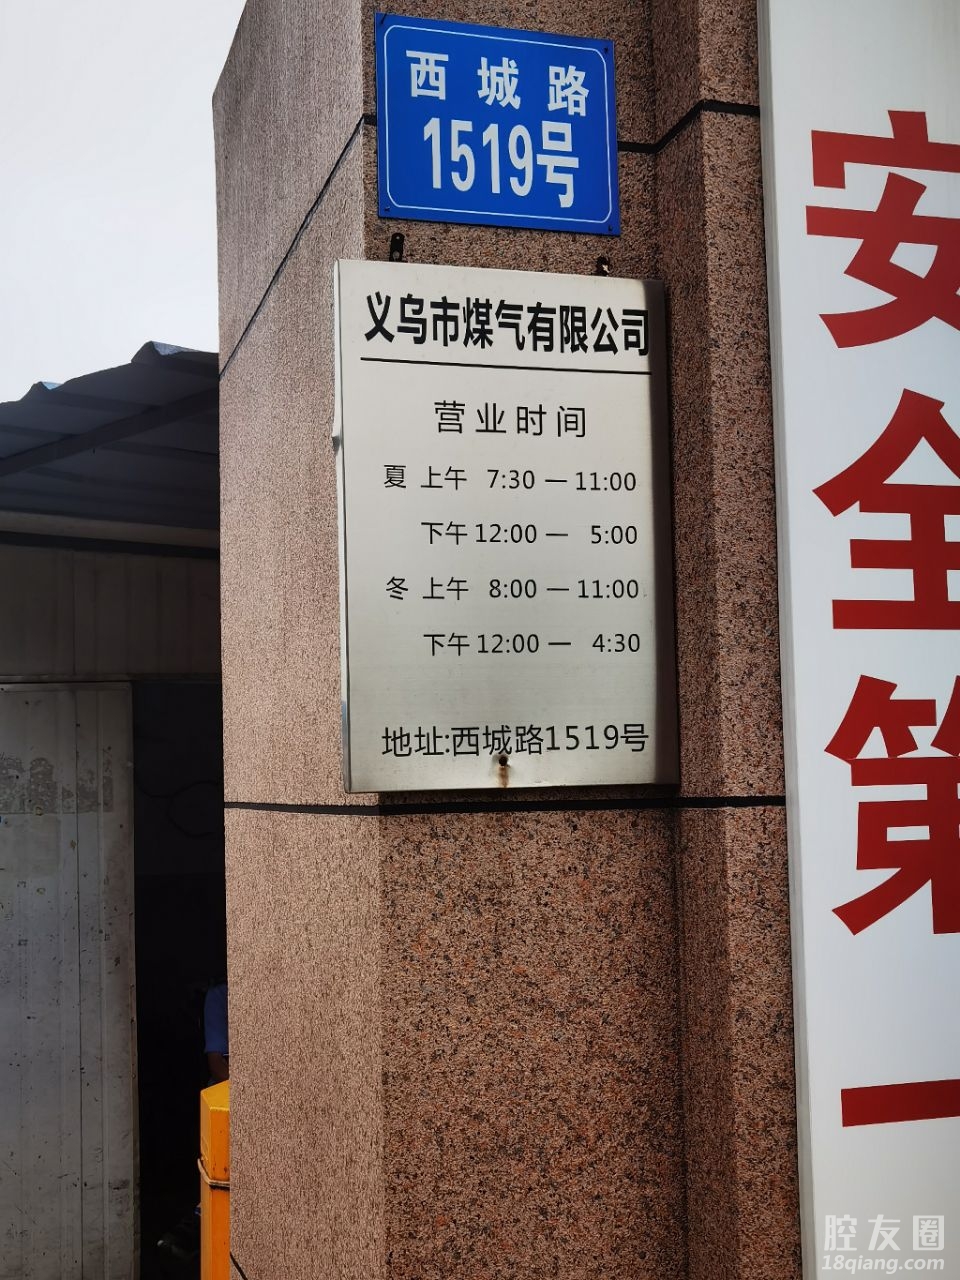 西城路
1519号
义乌市煤气有限公司
营业时间
夏 上午 7:30 — 11:00
下午 12:00 — 5:00
冬 上午 8:00 — 11:00
下午 12:00 — 4:30
地址:西城路1519号
安全第一
腔友圈
18qiang.com